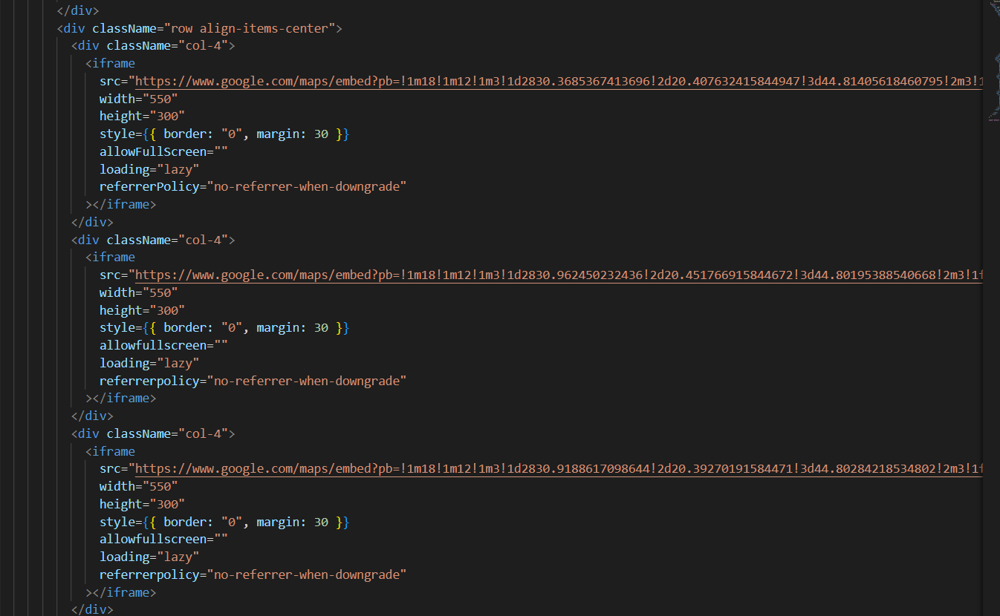 </div>
<div className="row align-items-center">
<div className="col-4">
<iframe
src="https://www.google.com/maps/embed?pb=!1m18!1m12!1m3!1d2830.3685367413696!2d20.407632415844947!3d44.81405618460795!2m3!1
width="550"
height="300"
style={{ border: "0", margin: 30 }}
allowFullScreen=""
loading="lazy"
referrerPolicy="no-referrer-when-downgrade"
></iframe>
</div>
<div className="col-4">
<iframe
src="https://www.google.com/maps/embed?pb=!1m18!1m12!1m3!1d2830.962450232436!2d20.451766915844672!3d44.80195388540668!2m3!1f
width="550"
height="300"
style={{ border: "0", margin: 30 }}
allowfullscreen=""
loading="lazy"
referrerpolicy="no-referrer-when-downgrade"
></iframe>
</div>
<div className="col-4">
<iframe
src="https://www.google.com/maps/embed?pb=!1m18!1m12!1m3!1d2830.9188617098644!2d20.39270191584471!3d44.80284218534802!2m3!1f
width="550"
height="300"
style={{ border: "0", margin: 30 }}
allowfullscreen=""
loading="lazy"
referrerpolicy="no-referrer-when-downgrade"
></iframe>
</div>